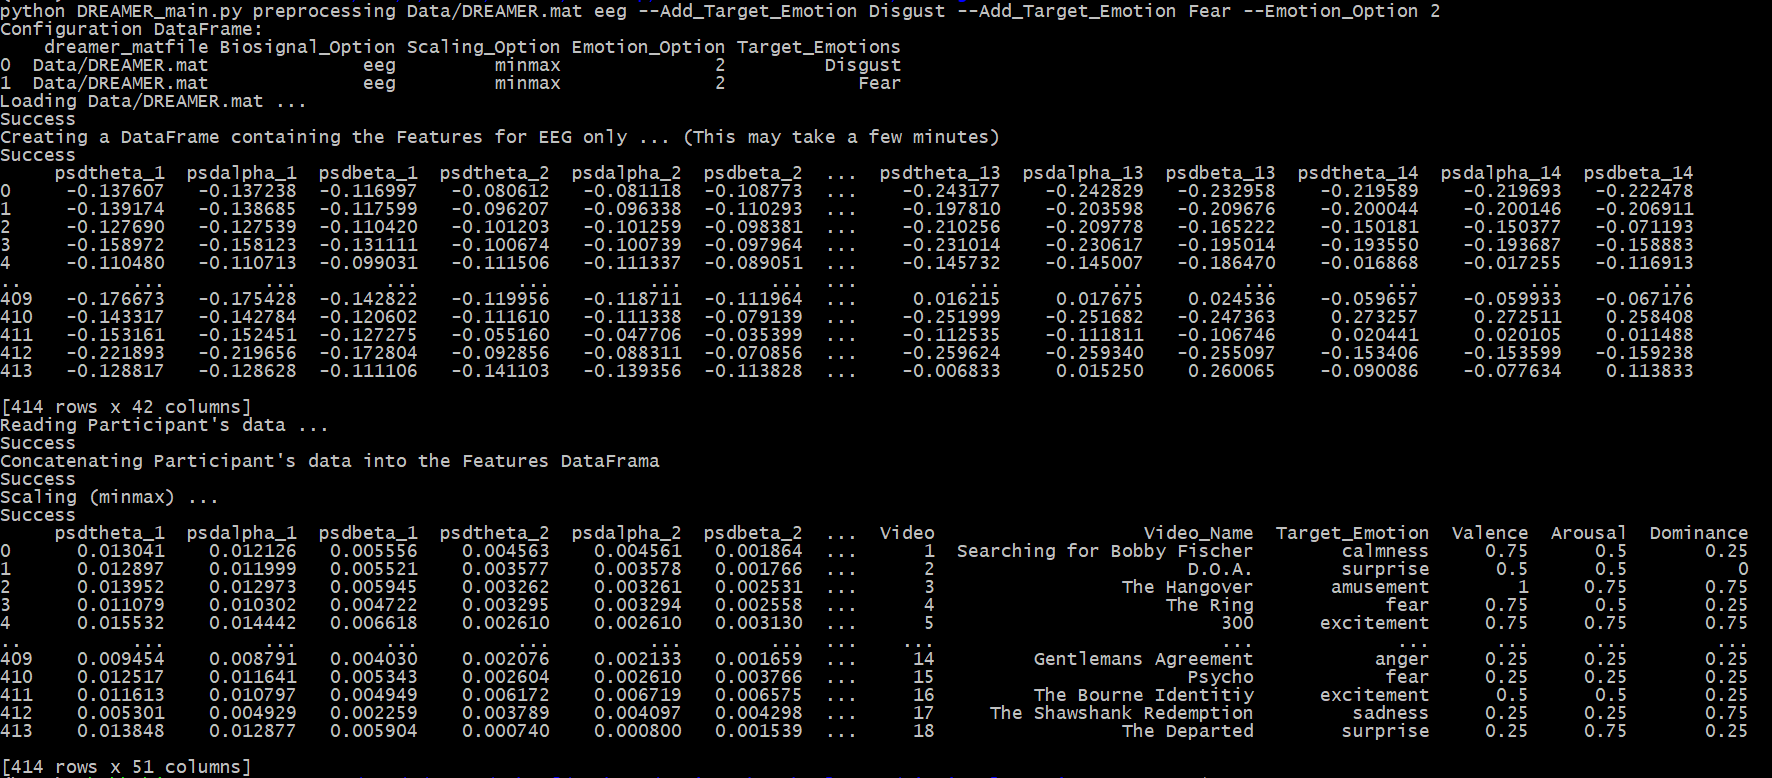 python DREAMER_main.py preprocessing Data/DREAMER.mat eeg --Add_Target_Emotion Disgust --Add_Target_Emotion Fear --Emotion_Option 2
Configuration DataFrame:
    dreamer_matfile Biosignal_Option Scaling_Option Emotion_Option Target_Emotions
0  Data/DREAMER.mat              eeg         minmax              2         Disgust
1  Data/DREAMER.mat              eeg         minmax              2            Fear
Loading Data/DREAMER.mat ...
Success
Creating a DataFrame containing the Features for EEG only ... (This may take a few minutes)
Success
     psdtheta_1  psdalpha_1  psdbeta_1  psdtheta_2  psdalpha_2  psdbeta_2  ...  psdtheta_13  psdalpha_13  psdbeta_13  psdtheta_14  psdalpha_14  psdbeta_14
0     -0.137607   -0.137238  -0.116997   -0.080612   -0.081118  -0.108773  ...    -0.243177    -0.242829   -0.232958    -0.219589    -0.219693   -0.222478
1     -0.139174   -0.138685  -0.117599   -0.096207   -0.096338  -0.110293  ...    -0.197810    -0.203598   -0.209676    -0.200044    -0.200146   -0.206911
2     -0.127690   -0.127539  -0.110420   -0.101203   -0.101259  -0.098381  ...    -0.210256    -0.209778   -0.165222    -0.150181    -0.150377   -0.071193
3     -0.158972   -0.158123  -0.131111   -0.100674   -0.100739  -0.097964  ...    -0.231014    -0.230617   -0.195014    -0.193550    -0.193687   -0.158883
4     -0.110480   -0.110713  -0.099031   -0.111506   -0.111337  -0.089051  ...    -0.145732    -0.145007   -0.186470    -0.016868    -0.017255   -0.116913
..          ...         ...        ...         ...         ...        ...  ...          ...          ...         ...          ...          ...         ...
409   -0.176673   -0.175428  -0.142822   -0.119956   -0.118711  -0.111964  ...     0.016215     0.017675    0.024536    -0.059657    -0.059933   -0.067176
410   -0.143317   -0.142784  -0.120602   -0.111610   -0.111338  -0.079139  ...    -0.251999    -0.251682   -0.247363     0.273257     0.272511    0.258408
411   -0.153161   -0.152451  -0.127275   -0.055160   -0.047706  -0.035399  ...    -0.112535    -0.111811   -0.106746     0.020441     0.020105    0.011488
412   -0.221893   -0.219656  -0.172804   -0.092856   -0.088311  -0.070856  ...    -0.259624    -0.259340   -0.255097    -0.153406    -0.153599   -0.159238
413   -0.128817   -0.128628  -0.111106   -0.141103   -0.139356  -0.113828  ...    -0.006833     0.015250    0.260065    -0.090086    -0.077634    0.113833
[414 rows x 42 columns]
Reading Participant's data ...
Success
Concatenating Participant's data into the Features DataFrama
Success
Scaling (minmax) ...
Success
     psdtheta_1  psdalpha_1  psdbeta_1  psdtheta_2  psdalpha_2  psdbeta_2  ...  Video                   Video_Name  Target_Emotion  Valence  Arousal  Dominance
0      0.013041    0.012126   0.005556    0.004563    0.004561   0.001864  ...      1  Searching for Bobby Fischer        calmness     0.75      0.5       0.25
1      0.012897    0.011999   0.005521    0.003577    0.003578   0.001766  ...      2                       D.O.A.        surprise      0.5      0.5          0
2      0.013952    0.012973   0.005945    0.003262    0.003261   0.002531  ...      3                 The Hangover       amusement        1     0.75       0.75
3      0.011079    0.010302   0.004722    0.003295    0.003294   0.002558  ...      4                     The Ring            fear     0.75      0.5       0.25
4      0.015532    0.014442   0.006618    0.002610    0.002610   0.003130  ...      5                          300      excitement     0.75     0.75       0.75
..          ...         ...        ...         ...         ...        ...  ...    ...                          ...             ...      ...      ...        ...
409    0.009454    0.008791   0.004030    0.002076    0.002133   0.001659  ...     14         Gentlemans Agreement           anger     0.25     0.25       0.25
410    0.012517    0.011641   0.005343    0.002604    0.002610   0.003766  ...     15                       Psycho            fear     0.25     0.25       0.25
411    0.011613    0.010797   0.004949    0.006172    0.006719   0.006575  ...     16         The Bourne Identitiy      excitement      0.5      0.5       0.25
412    0.005301    0.004929   0.002259    0.003789    0.004097   0.004298  ...     17     The Shawshank Redemption         sadness     0.25     0.25       0.75
413    0.013848    0.012877   0.005904    0.000740    0.000800   0.001539  ...     18                 The Departed        surprise     0.25     0.75       0.25
[414 rows x 51 columns]